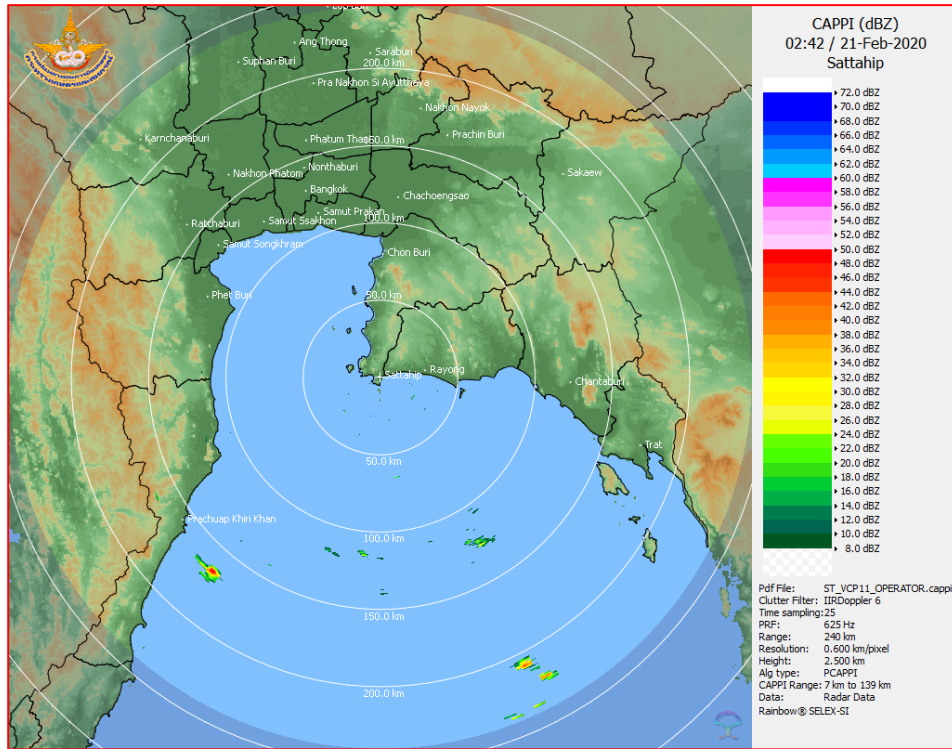 CAPPI (dBZ)
02:42 / 21-Feb-2020
Sattahip
72.0 dBZ
70.0 dBZ
68.0 dBZ
66.0 dBZ
64.0 dBZ
62.0 dBZ
60.0 dBZ
58.0 dBZ
56.0 dBZ
54.0 dBZ
52.0 dBZ
50.0 dBZ
48.0 dBZ
46.0 dBZ
44.0 dBZ
42.0 dBZ
40.0 dBZ
38.0 dBZ
36.0 dBZ
34.0 dBZ
32.0 dBZ
30.0 dBZ
28.0 dBZ
26.0 dBZ
24.0 dBZ
22.0 dBZ
20.0 dBZ
18.0 dBZ
16.0 dBZ
14.0 dBZ
12.0 dBZ
10.0 dBZ
8.0 dBZ
Pdf File: ST_VCP11_OPERATOR.cappi
Clutter Filter: IIRDoppler 6
Time sampling:25
PRF: 625 Hz
Range: 240 km
Resolution: 0.600 km/pixel
Height: 2.500 km
Alg type: PCAPPI
CAPPI Range: 7 km to 139 km
Data: Radar Data
Rainbow® SELEX-SI
Ang Thong
Saraburi
Suphan Buri
200.0 km
Pra Nakhon Si Ayutthaya
Nakhon Nayok
Prachin Buri
Karnchanaburi
Phatum
Nonthaburi
Nakhon Phatom
Sakaew
Bangkok
Chachoengsao
Samut Prakan
100.0 km
Samut Ssakhon
Ratchaburi
Samut Songkhram
Chon Buri
Phet Buri
50.0 km
Sattahip
Rayong
Chantaburi
Trat
50.0 km
Prachuap Khiri Khan
100.0 km
150.0 km
200.0 km